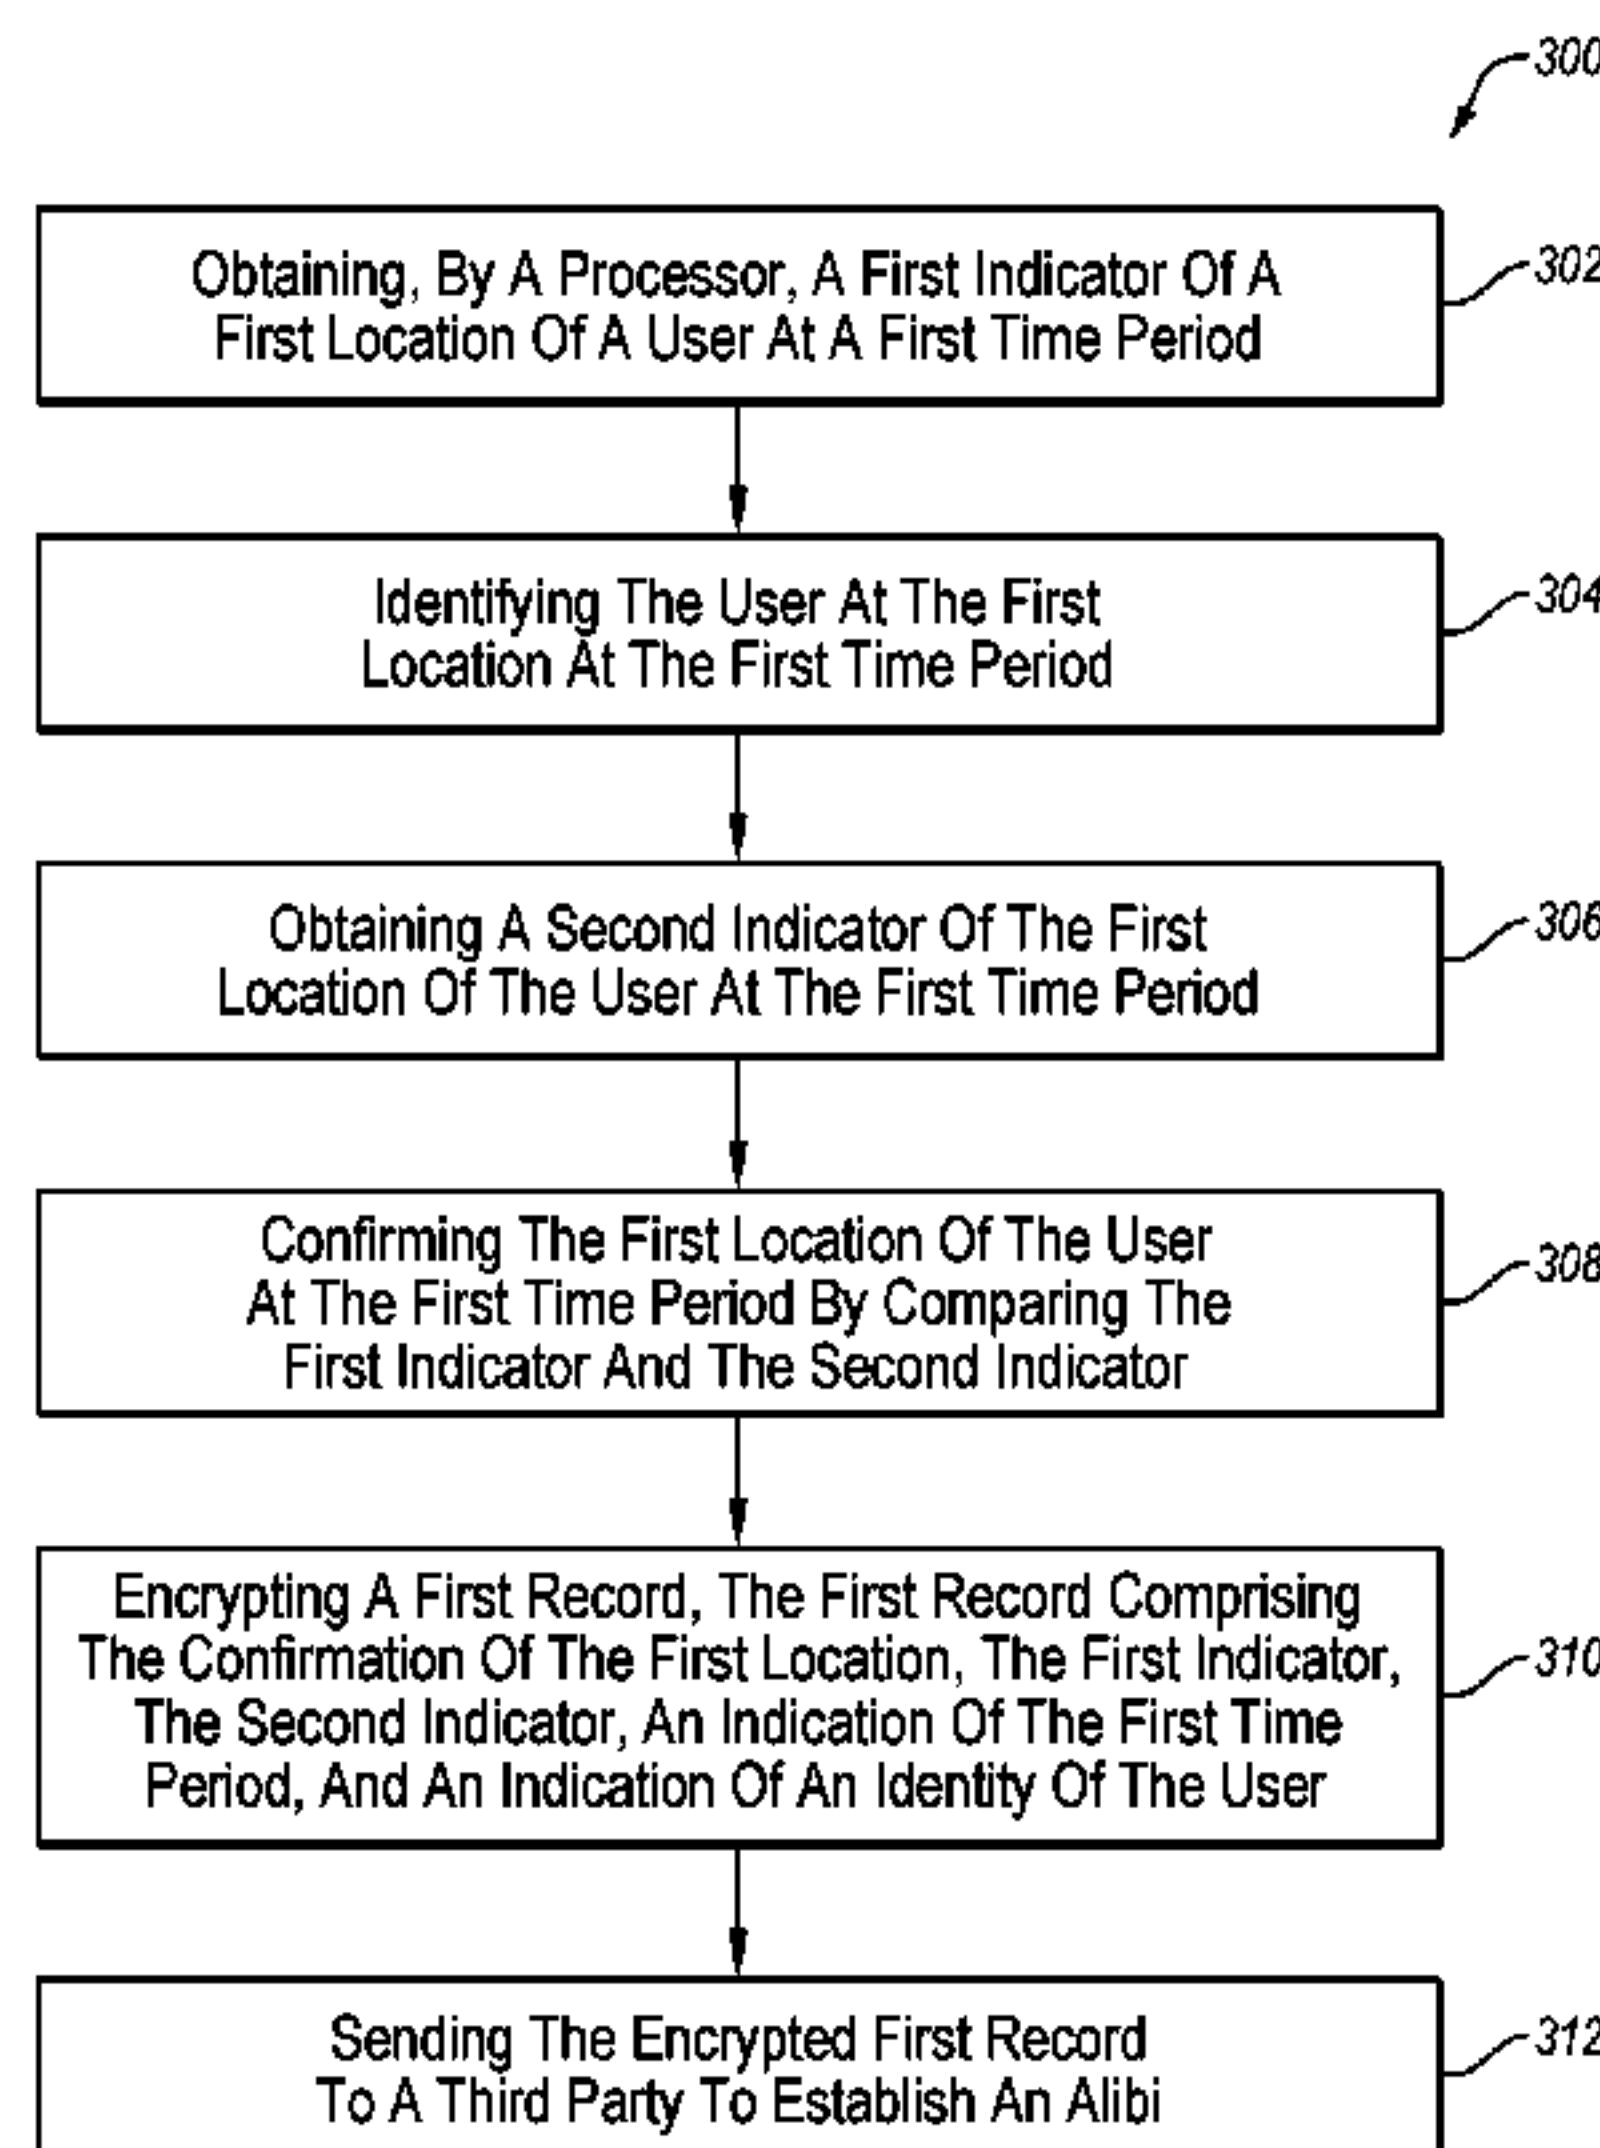 300
Obtaining, By A Processor, A First Indicator Of A
First Location Of A User At A First Time Period
302
Identifying The User At The First
Location At The First Time Period
304
Obtaining A Second Indicator Of The First
Location Of The User At The First Time Period
306
Confirming The First Location Of The User
At The First Time Period By Comparing The
First Indicator And The Second Indicator
308
Encrypting A First Record, The First Record Comprising
The Confirmation Of The First Location, The First Indicator,
The Second Indicator, An Indication Of The First Time
Period, And An Indication Of An Identity Of The User
310
Sending The Encrypted First Record
To A Third Party To Establish An Alibi
312